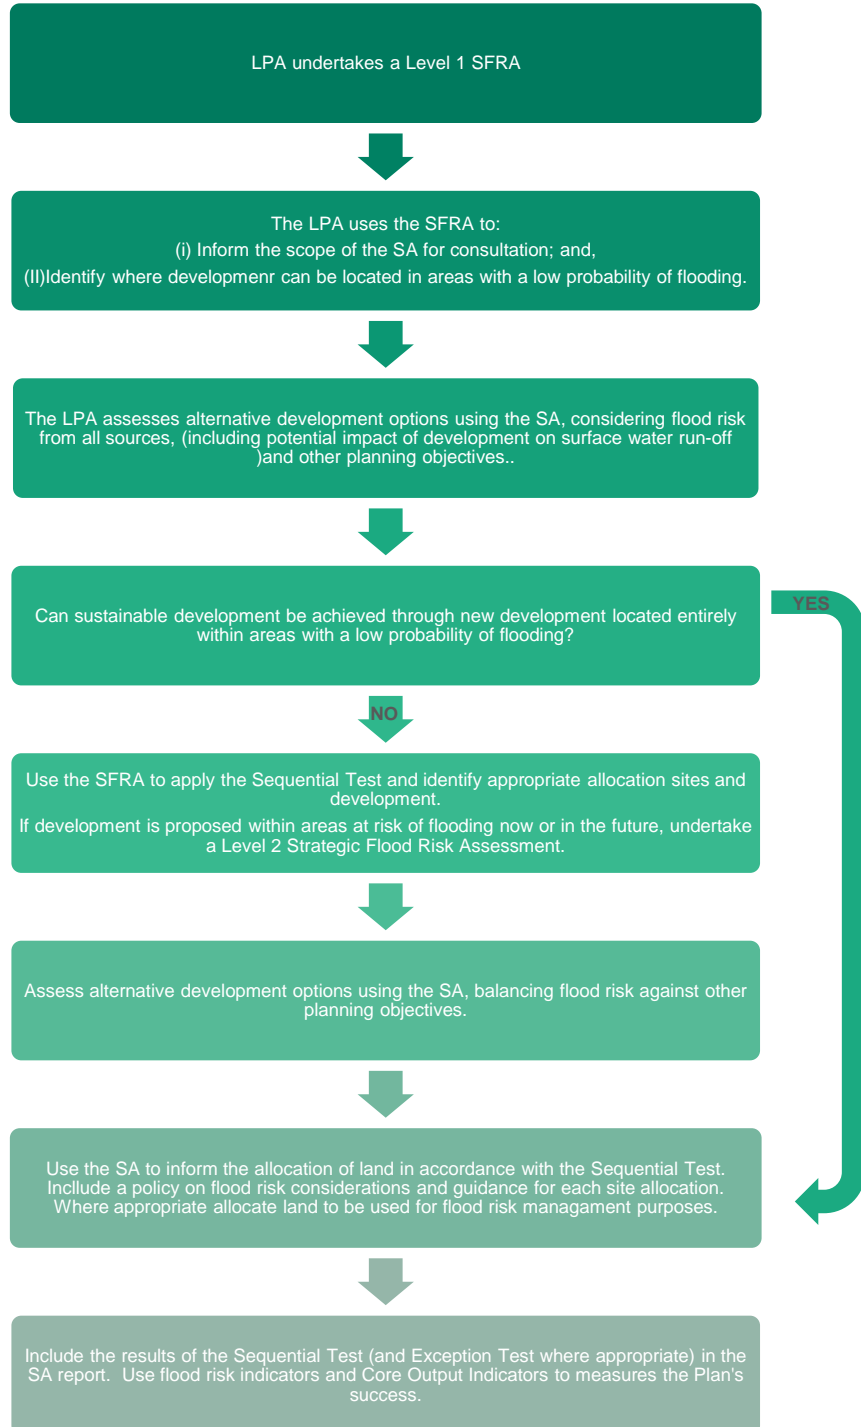 LPA undertakes a Level 1 SFRA
The LPA uses the SFRA to:
(i) Inform the scope of the SA for consultation; and,
(II)Identify where developmenr can be located in areas with a low probability of flooding.
The LPA assesses alternative development options using the SA, considering flood risk
from all sources, (including potential impact of development on surface water run-off
)and other planning objectives..
Can sustainable development be achieved through new development located entirely
within areas with a low probability of flooding?
YES
NO
Use the SFRA to apply the Sequential Test and identify appropriate allocation sites and
development.
If development is proposed within areas at risk of flooding now or in the future, undertake
a Level 2 Strategic Flood Risk Assessment.
Assess alternative development options using the SA, balancing flood risk against other
planning objectives.
Use the SA to inform the allocation of land in accordance with the Sequential Test.
Incllude a policy on flood risk considerations and guidance for each site allocation.
Where appropriate allocate land to be used for flood risk managament purposes.
Include the results of the Sequential Test (and Exception Test where appropriate) in the
SA report.  Use flood risk indicators and Core Output Indicators to measures the Plan's
success.